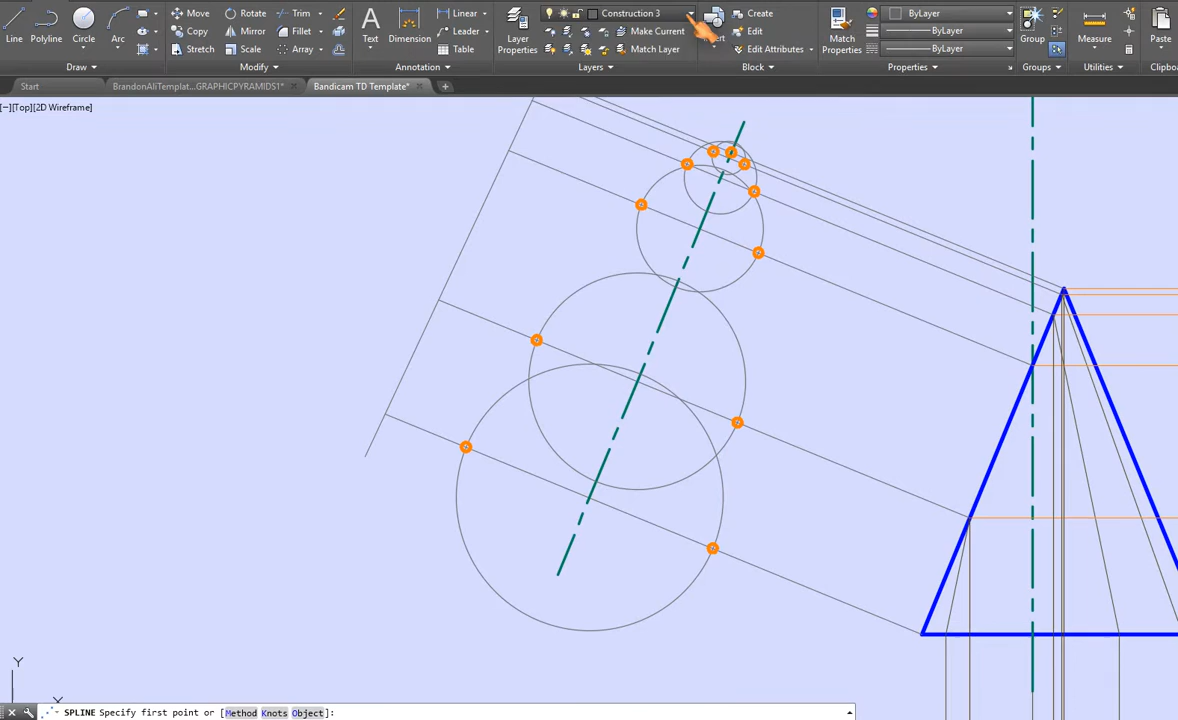 Move Rotate Trim Linear Construction 3 Create ByLayer
Line Polyline Circle Arc Copy Mirror Fillet Text Dimension Leader Layer Properties Make Current Edit Match Properties ByLayer Group Measure Paste
Stretch Scale Array Table Match Layer Edit Attributes ByLayer
Draw Modify Annotation Layers Block Properties Groups Utilities Clipbo
Start BrandonAliTemplat...GRAPHICPYRAMIDS1* Bandicam TD Template*
[−][Top][2D Wireframe]
Y
X
SPLINE Specify first point or [Method Knots Object]: